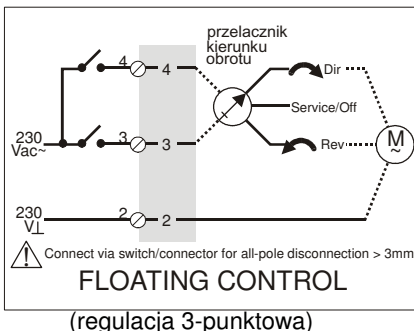 przelacznik
kierunku
obrotu
4 4 Dir
Service/Off
230
Vac~
3 3 Rev
M
~
230
V⊥
2 2
Connect via switch/connector for all-pole disconnection > 3mm
FLOATING CONTROL
(regulacja 3-punktowa)